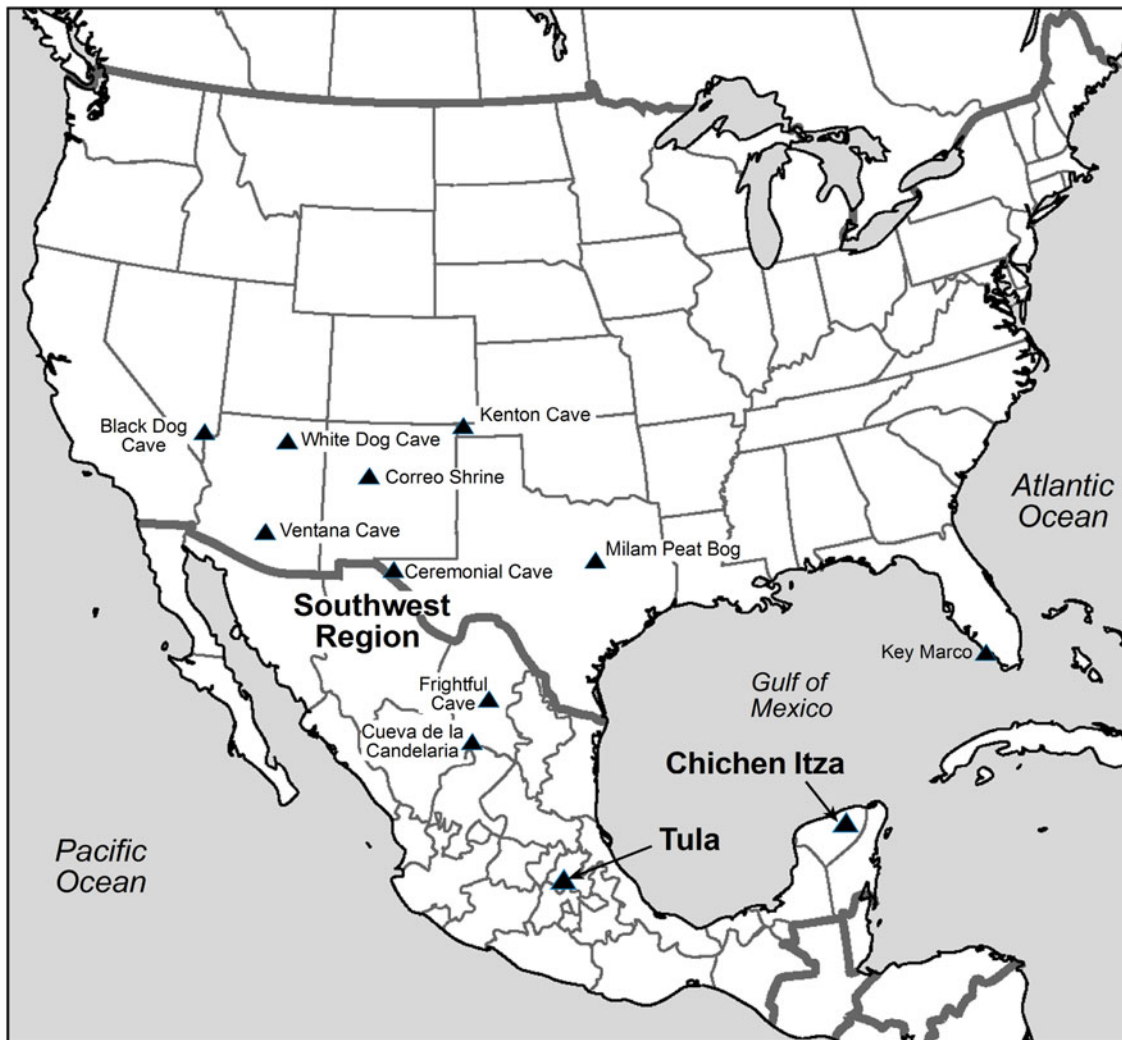 Kenton Cave
Black Dog
Cave
White Dog Cave
Correo Shrine
Atlantic
Ocean
Ventana Cave
Milam Peat Bog
Ceremonial Cave
Southwest
Region
Key Marco
Frightful
Cave
Gulf of
Mexico
Cueva de la
Candelaria
Chichen Itza
Tula
Pacific
Ocean